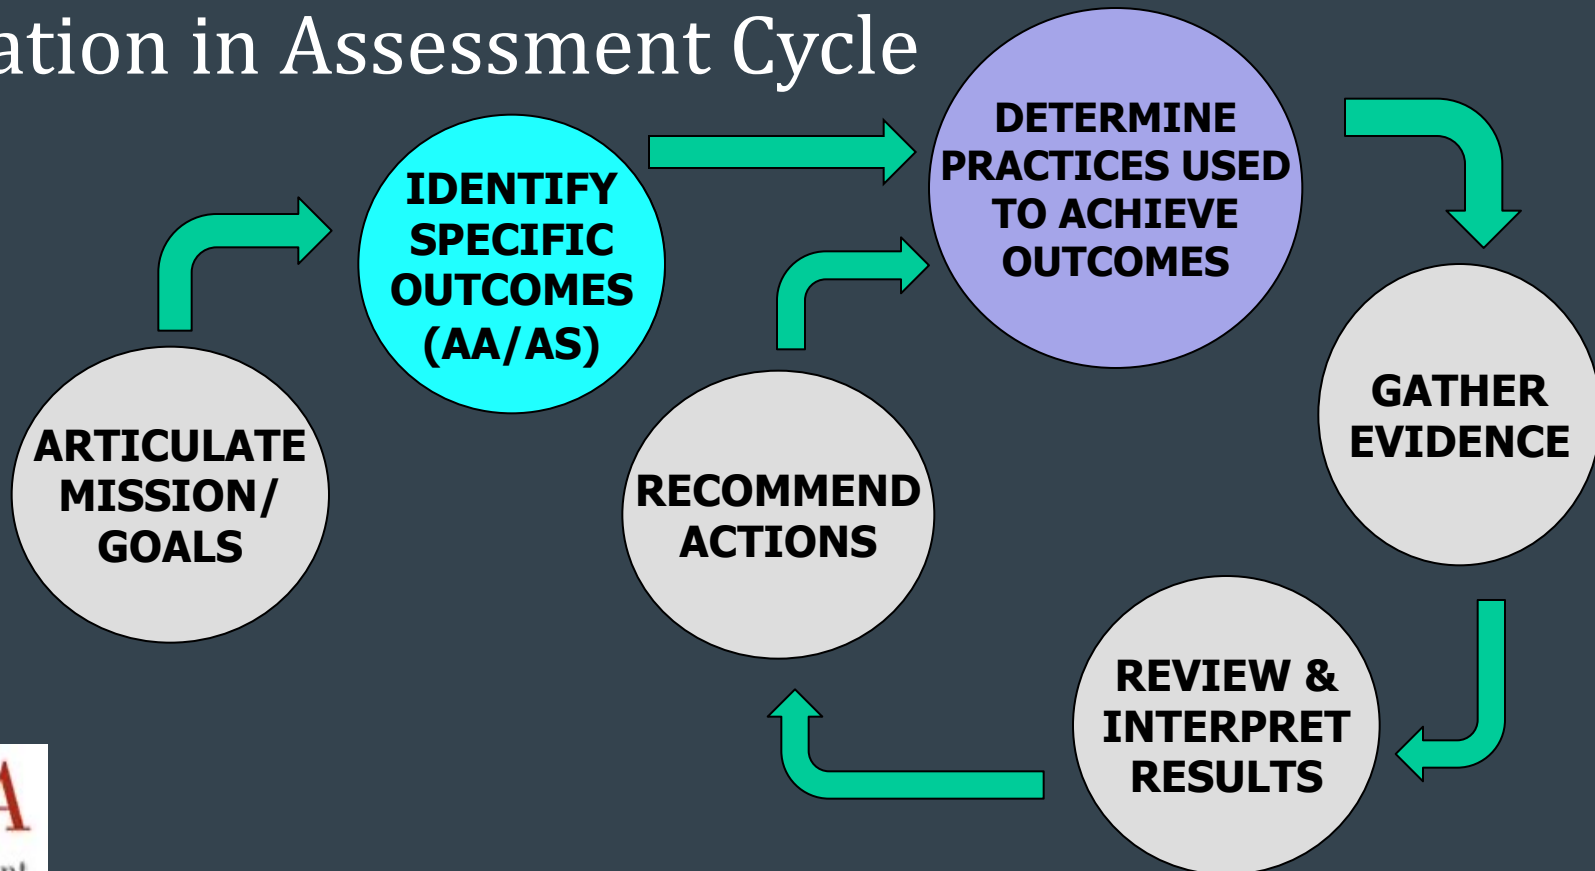 ation in Assessment Cycle
IDENTIFY
SPECIFIC
OUTCOMES
(AA/AS)
DETERMINE
PRACTICES USED
TO ACHIEVE
OUTCOMES
ARTICULATE
MISSION/
GOALS
RECOMMEND
ACTIONS
GATHER
EVIDENCE
REVIEW &
INTERPRET
RESULTS
A